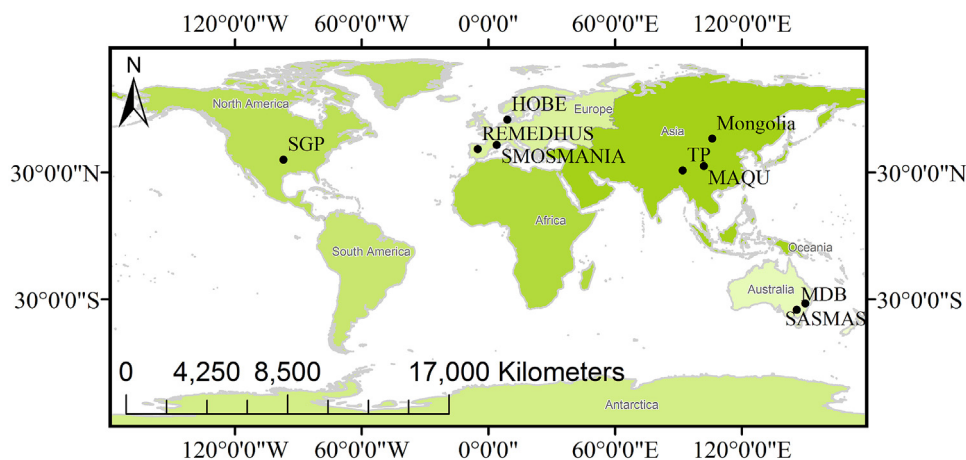 120°0'0"W 60°0'0"W 0°0'0" 60°0'0"E 120°0'0"E
N
North America
HOBE
Europe
SGP
REMEDHUS
SMOSMANIA
Asia
Mongolia
TP
MAQU
30°0'0"N 30°0'0"N
Africa
South America
Oceania
Australia
MDB
SASMAS
30°0'0"S 30°0'0"S
0 4,250 8,500 17,000 Kilometers
Antarctica
120°0'0"W 60°0'0"W 0°0'0" 60°0'0"E 120°0'0"E